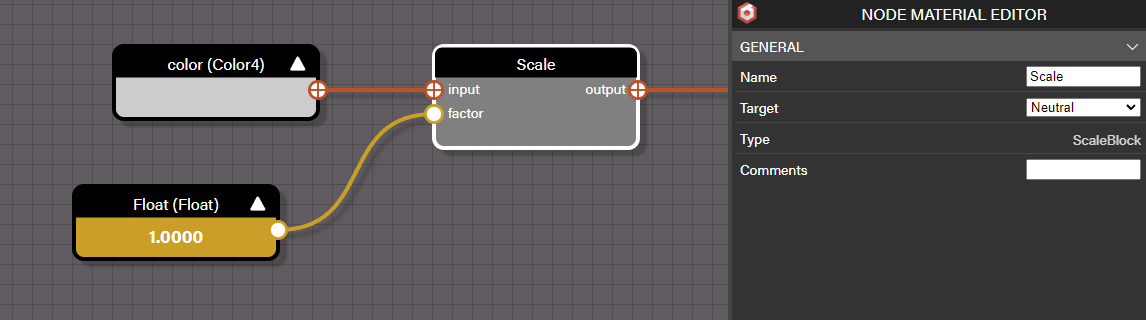 color (Color4)
Scale
input
output
factor
Float (Float)
1.0000
NODE MATERIAL EDITOR
GENERAL
Name
Scale
Target
Neutral
Type
ScaleBlock
Comments